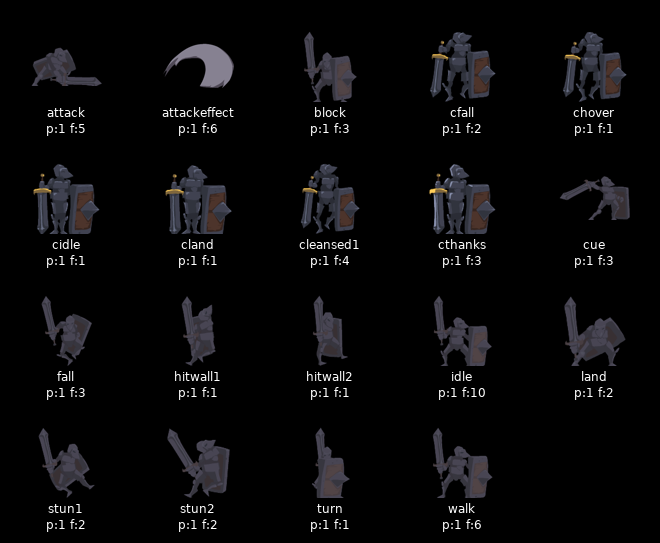 attack
p:1 f:5
attackeffect
p:1 f:6
block
p:1 f:3
cfall
p:1 f:2
chover
p:1 f:1
cidle
p:1 f:1
cland
p:1 f:1
cleansed1
p:1 f:4
cthanks
p:1 f:3
cue
p:1 f:3
fall
p:1 f:3
hitwall1
p:1 f:1
hitwall2
p:1 f:1
idle
p:1 f:10
land
p:1 f:2
stun1
p:1 f:2
stun2
p:1 f:2
turn
p:1 f:1
walk
p:1 f:6